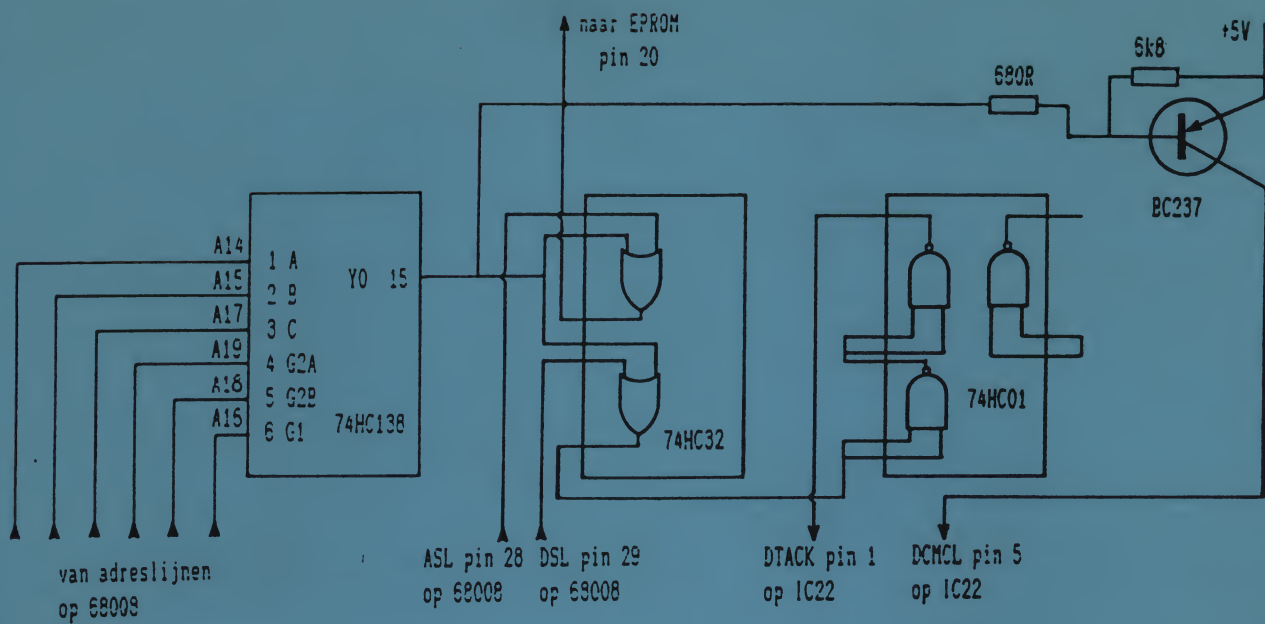 naar EPROM
pin 20
+5V
6k8
680R
BC237
A14
1 A
Y0 15
A15
2 B
A17
3 C
A19
4 G2A
A18
5 G2B
A16
6 G1
74HC138
74HC32
74HC01
van adreslijnen
op 68008
ASL pin 28
op 68008
DSL pin 29
op 68008
DTACK pin 1
op IC22
DCMCL pin 5
op IC22